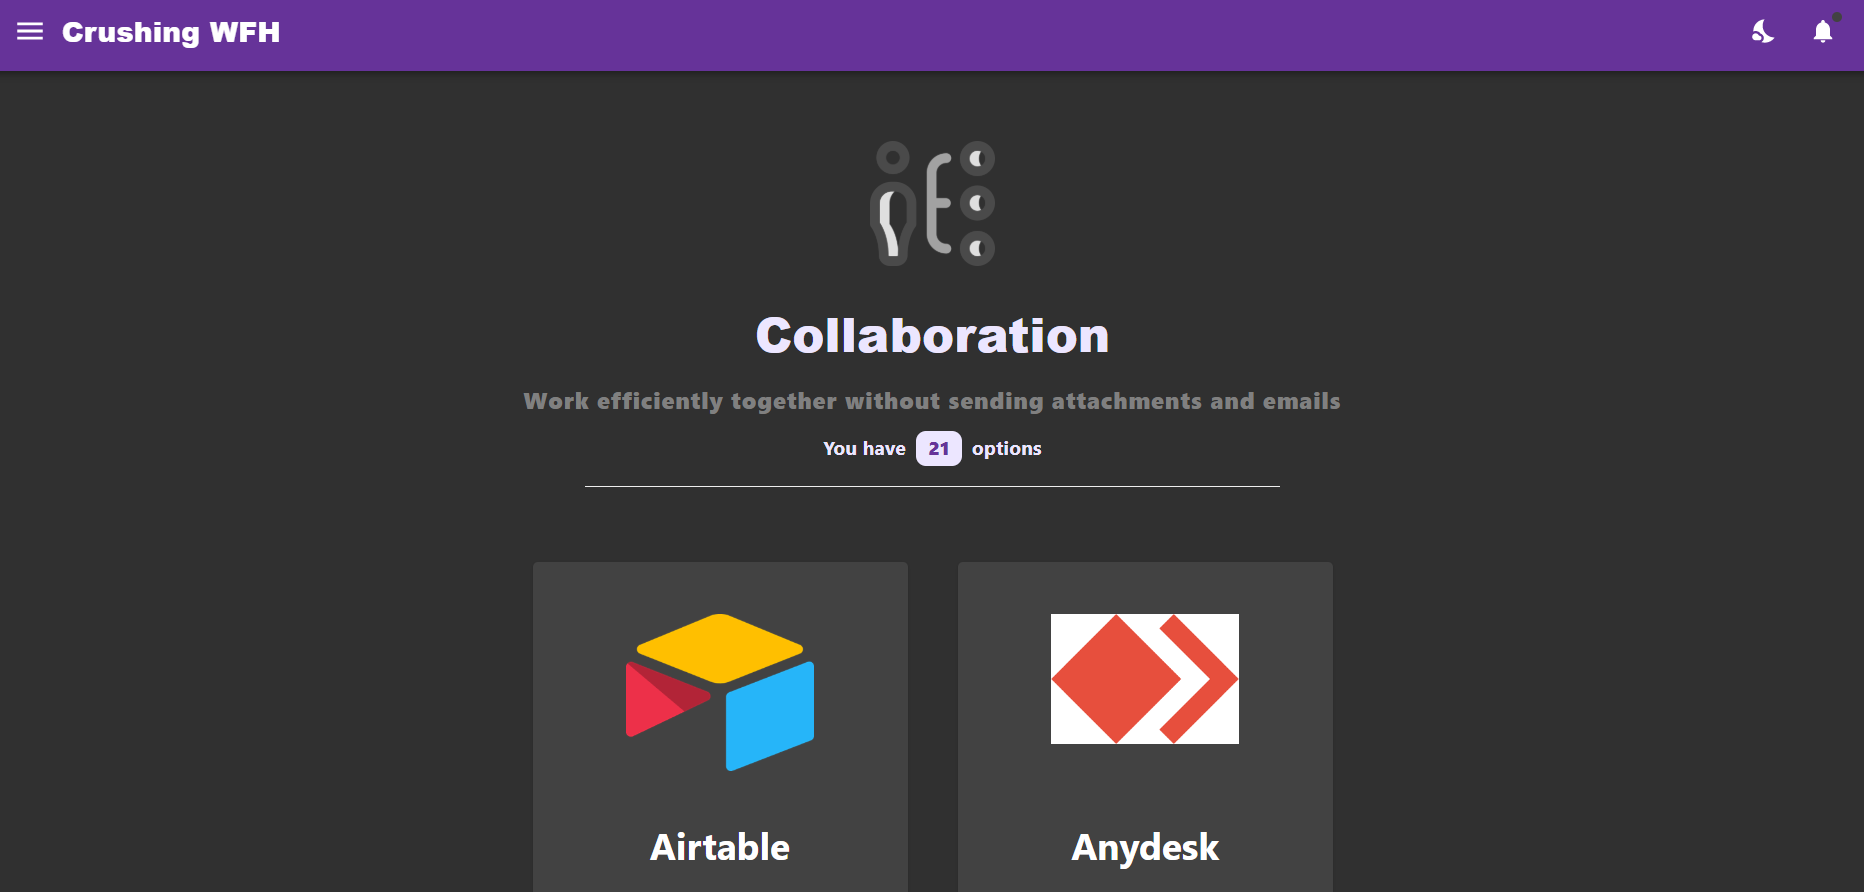 Crushing WFH
Collaboration
Work efficiently together without sending attachments and emails
You have 21 options
Airtable
Anydesk